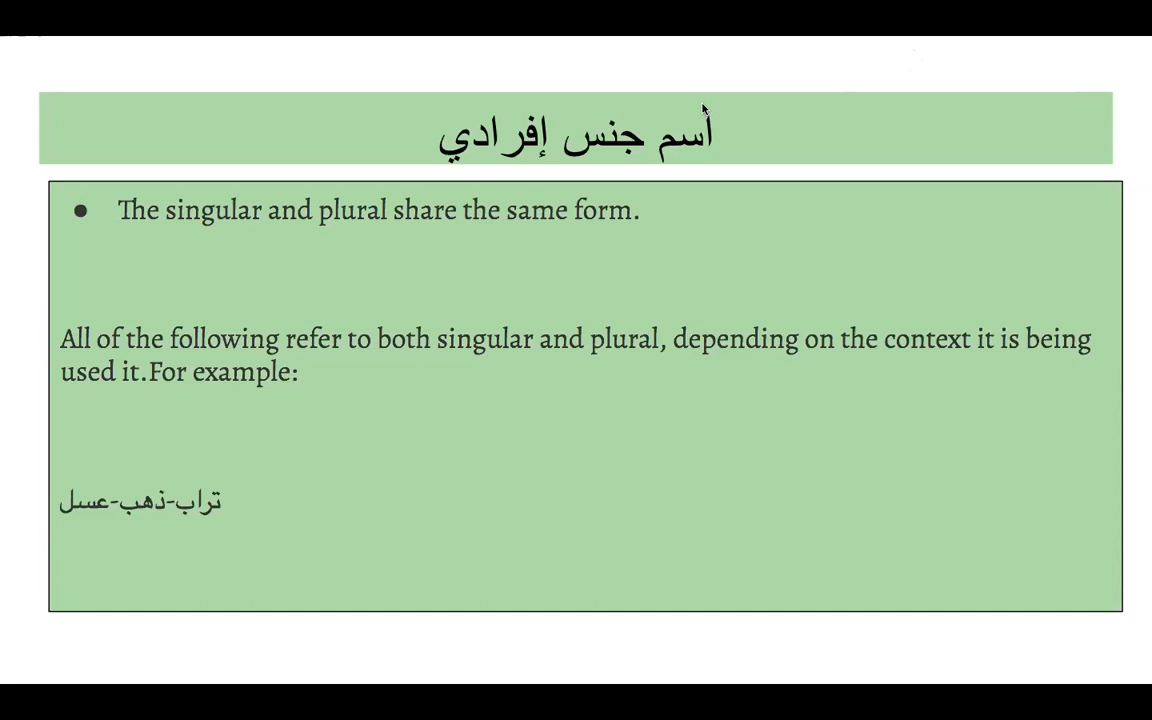 أسم جنس إفرادي
● The singular and plural share the same form.
All of the following refer to both singular and plural, depending on the context it is being
used it.For example:
تراب-ذهب-عسل